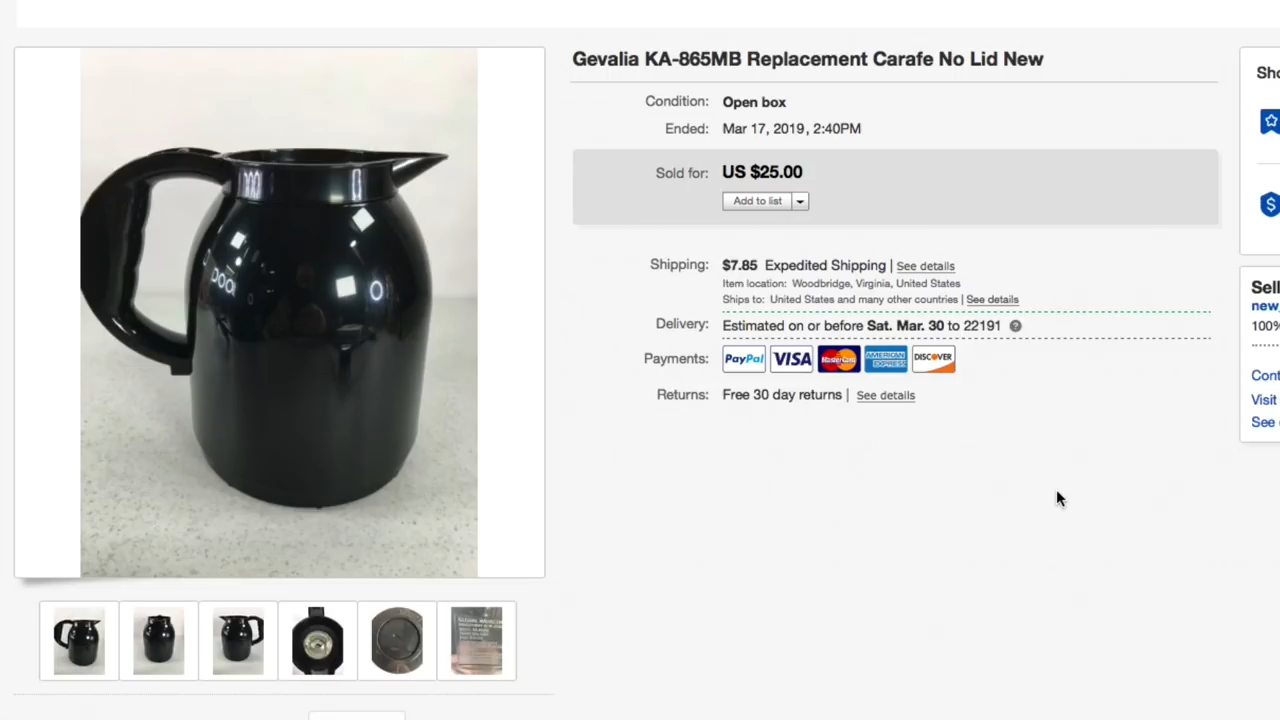 Gevalia KA-865MB Replacement Carafe No Lid New
Condition: Open box
Ended: Mar 17, 2019, 2:40PM
Sold for: US $25.00
Add to list
Shipping: $7.85 Expedited Shipping | See details
Item location: Woodbridge, Virginia, United States
Ships to: United States and many other countries | See details
Delivery: Estimated on or before Sat. Mar. 30 to 22191
Payments: PayPal VISA MasterCard AMERICAN EXPRESS DISCOVER
Returns: Free 30 day returns | See details
100%
Visit
See